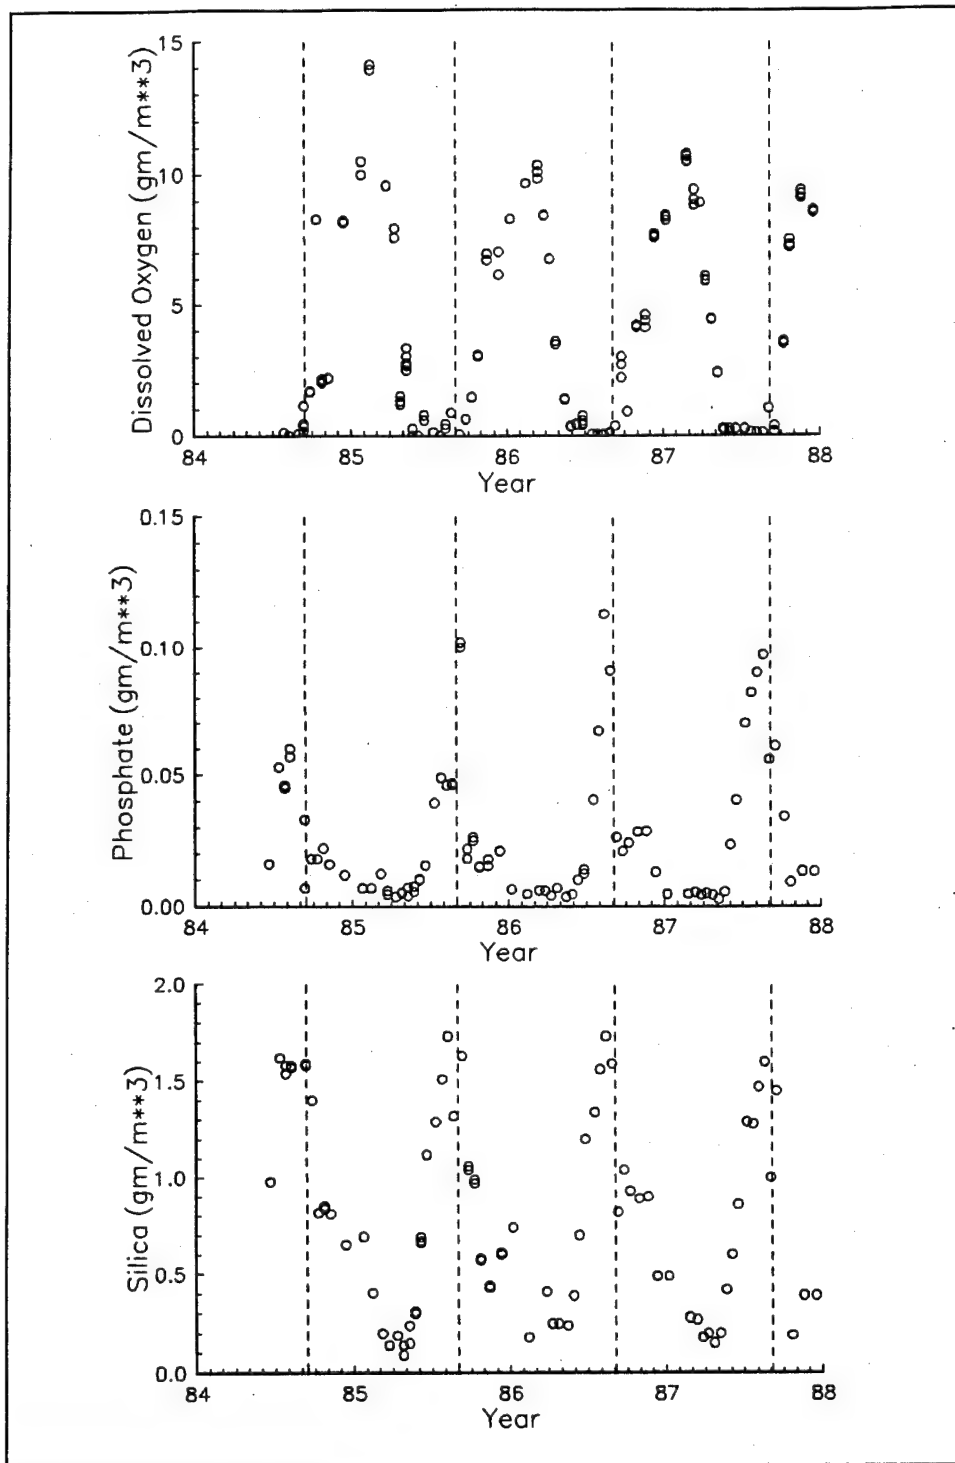 Dissolved Oxygen (gm/m**3)
15
10
5
0
84 85 86 87 88
Year
Phosphate (gm/m**3)
0.15
0.10
0.05
0.00
84 85 86 87 88
Year
Silica (gm/m**3)
2.0
1.5
1.0
0.5
0.0
84 85 86 87 88
Year